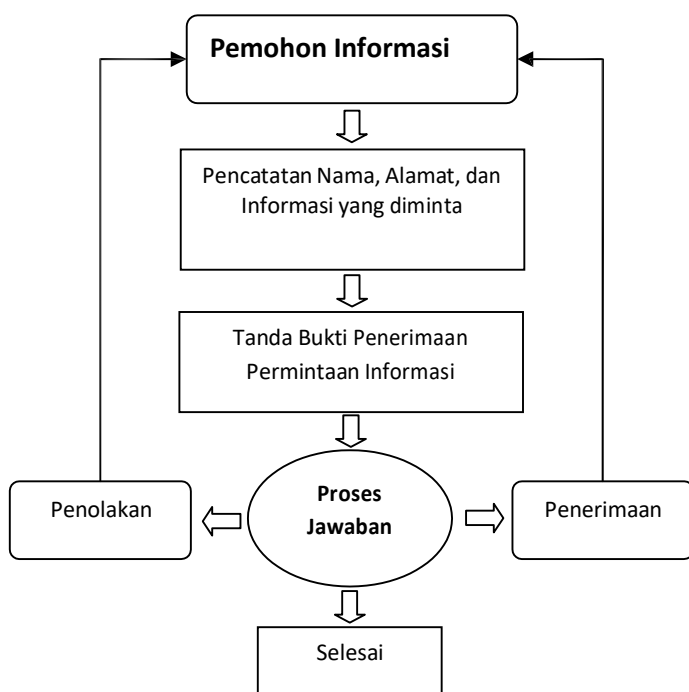 Pemohon Informasi
Pencatatan Nama, Alamat, dan
Informasi yang diminta
Tanda Bukti Penerimaan
Permintaan Informasi
Proses
Jawaban
Penolakan
Penerimaan
Selesai